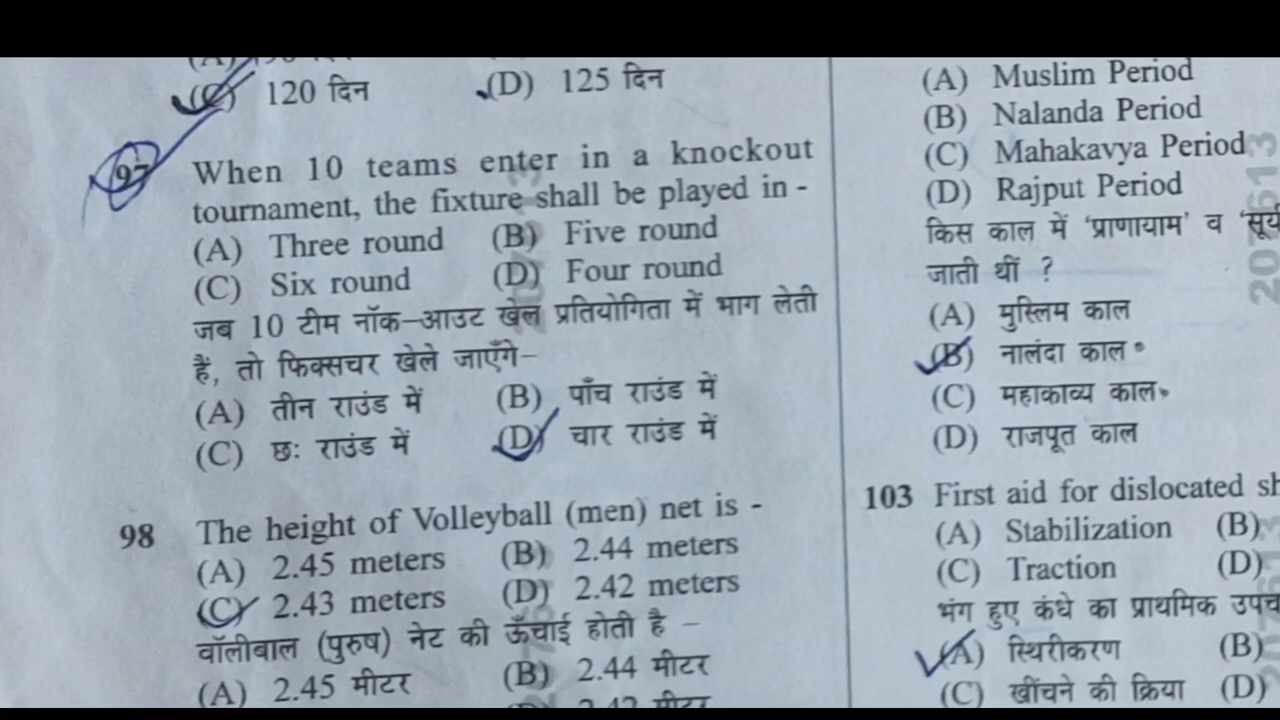 (C) 120 दिन (D) 125 दिन
97 When 10 teams enter in a knockout
tournament, the fixture shall be played in -
(A) Three round (B) Five round
(C) Six round (D) Four round
जब 10 टीम नॉक-आउट खेल प्रतियोगिता में भाग लेती
हैं, तो फिक्सचर खेले जाएँगे-
(A) तीन राउंड में (B) पाँच राउंड में
(C) छः राउंड में (D) चार राउंड में
98 The height of Volleyball (men) net is -
(A) 2.45 meters (B) 2.44 meters
(C) 2.43 meters (D) 2.42 meters
वॉलीबाल (पुरुष) नेट की ऊँचाई होती है -
(A) 2.45 मीटर (B) 2.44 मीटर
(A) Muslim Period
(B) Nalanda Period
(C) Mahakavya Period
(D) Rajput Period
किस काल में 'प्राणायाम' व
जाती थीं ?
(A) मुस्लिम काल
(B) नालंदा काल
(C) महाकाव्य काल
(D) राजपूत काल
103 First aid for dislocated
(A) Stabilization (B)
(C) Traction (D)
भंग हुए कंधे का प्राथमिक
(A) स्थिरीकरण (B)
(C) खींचने की क्रिया (D)